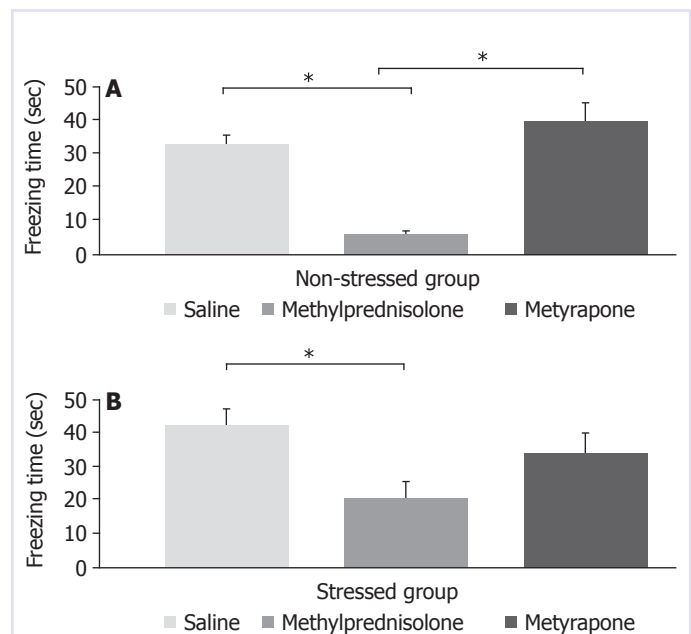 * *
A
Freezing time (sec)
50
40
30
20
10
0
Non-stressed group
Saline Methylprednisolone Metyrapone
*
B
Freezing time (sec)
50
40
30
20
10
0
Stressed group
Saline Methylprednisolone Metyrapone